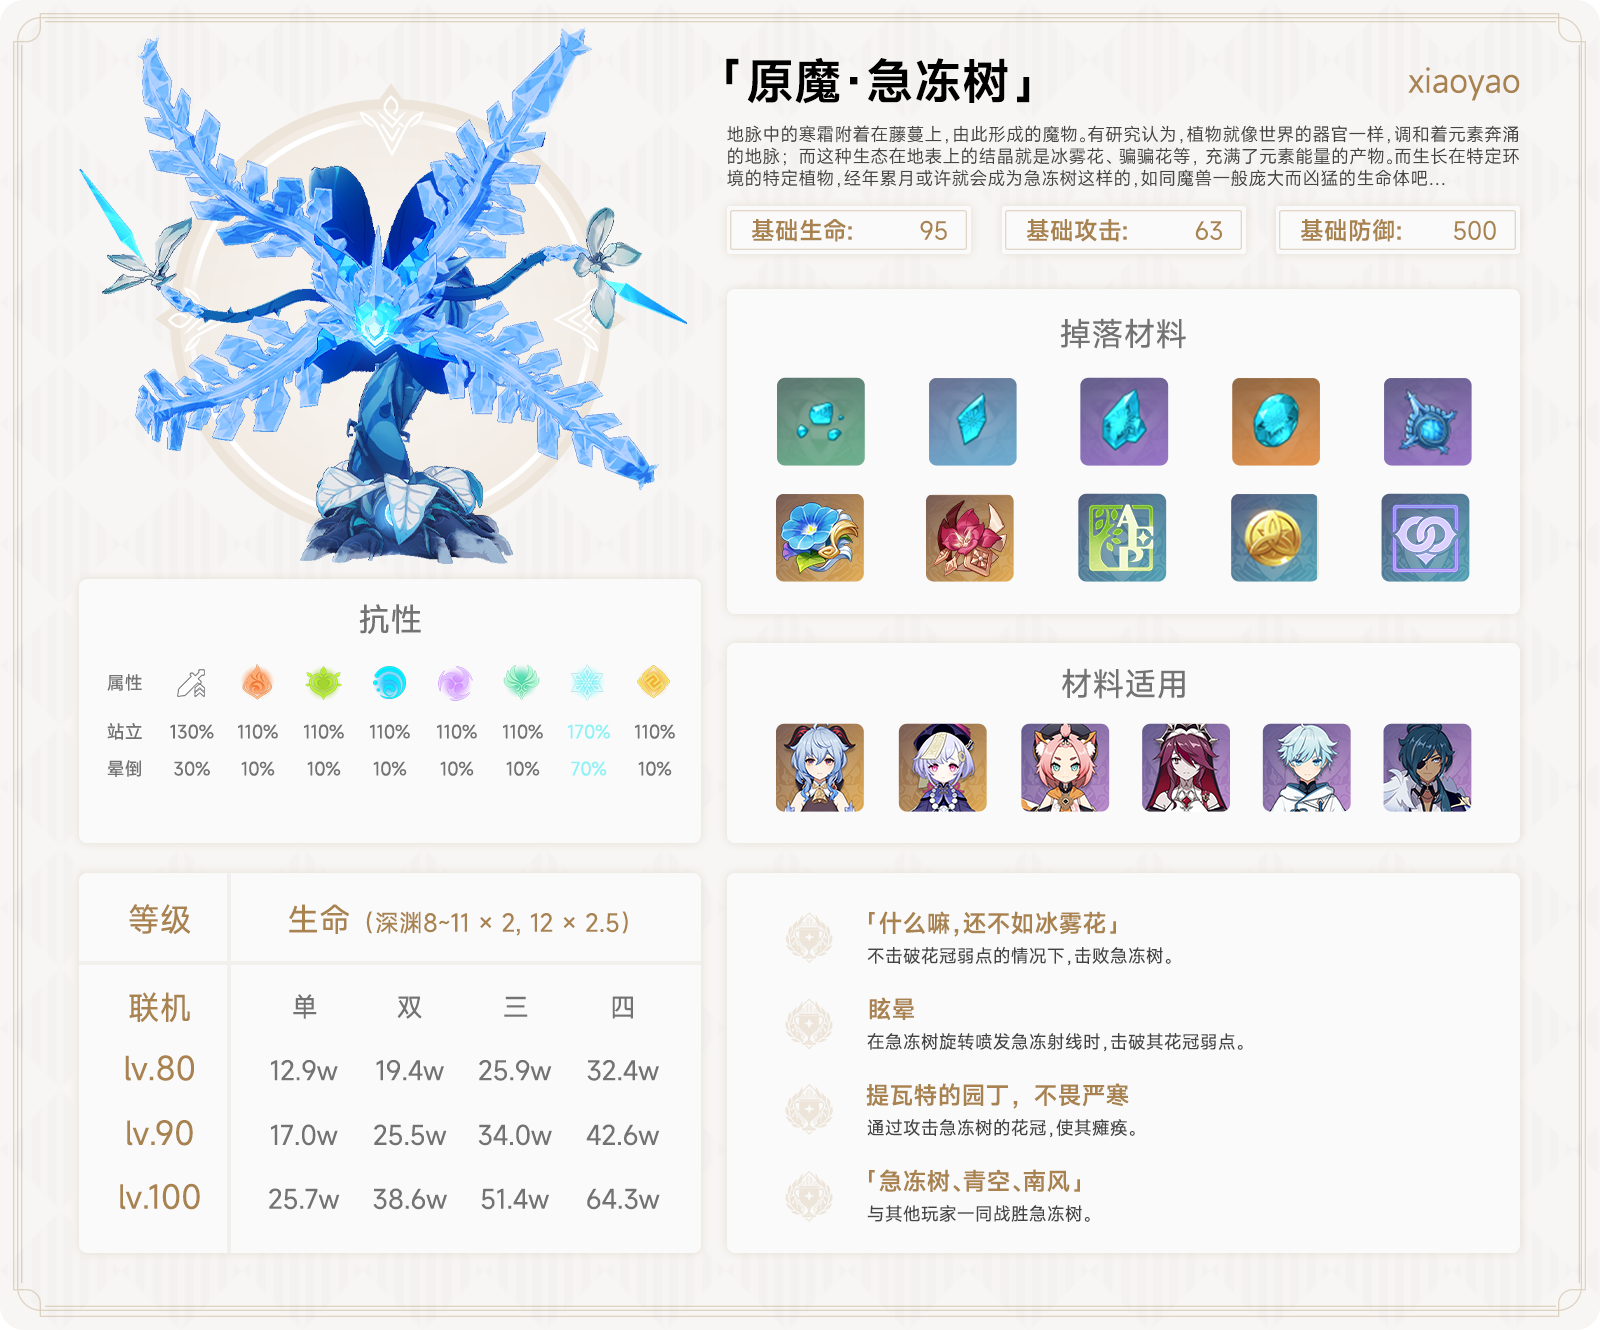 「原魔·急冻树」
xiaoyao
地脉中的寒霜附着在藤蔓上,由此形成的魔物。有研究认为,植物就像世界的器官一样,调和着元素奔涌
的地脉；而这种生态在地表上的结晶就是冰雾花、骗骗花等，充满了元素能量的产物。而生长在特定环
境的特定植物,经年累月或许就会成为急冻树这样的,如同魔兽一般庞大而凶猛的生命体吧...
基础生命: 95
基础攻击: 63
基础防御: 500
掉落材料
AEP
抗性
属性
站立 130% 110% 110% 110% 110% 110% 170% 110%
晕倒 30% 10% 10% 10% 10% 10% 70% 10%
材料适用
等级 生命（深渊8~11 × 2, 12 × 2.5）
联机 单 双 三 四
lv.80 12.9w 19.4w 25.9w 32.4w
lv.90 17.0w 25.5w 34.0w 42.6w
lv.100 25.7w 38.6w 51.4w 64.3w
「什么嘛,还不如冰雾花」
不击破花冠弱点的情况下,击败急冻树。
眩晕
在急冻树旋转喷发急冻射线时,击破其花冠弱点。
提瓦特的园丁，不畏严寒
通过攻击急冻树的花冠,使其瘫痪。
「急冻树、青空、南风」
与其他玩家一同战胜急冻树。